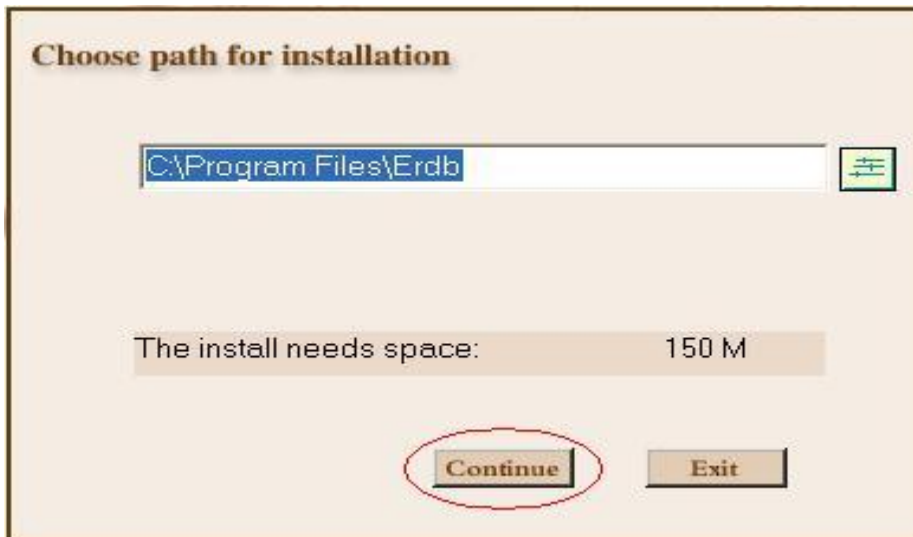 Choose path for installation
C:\Program Files\Erdb
The install needs space: 150 M
Continue Exit